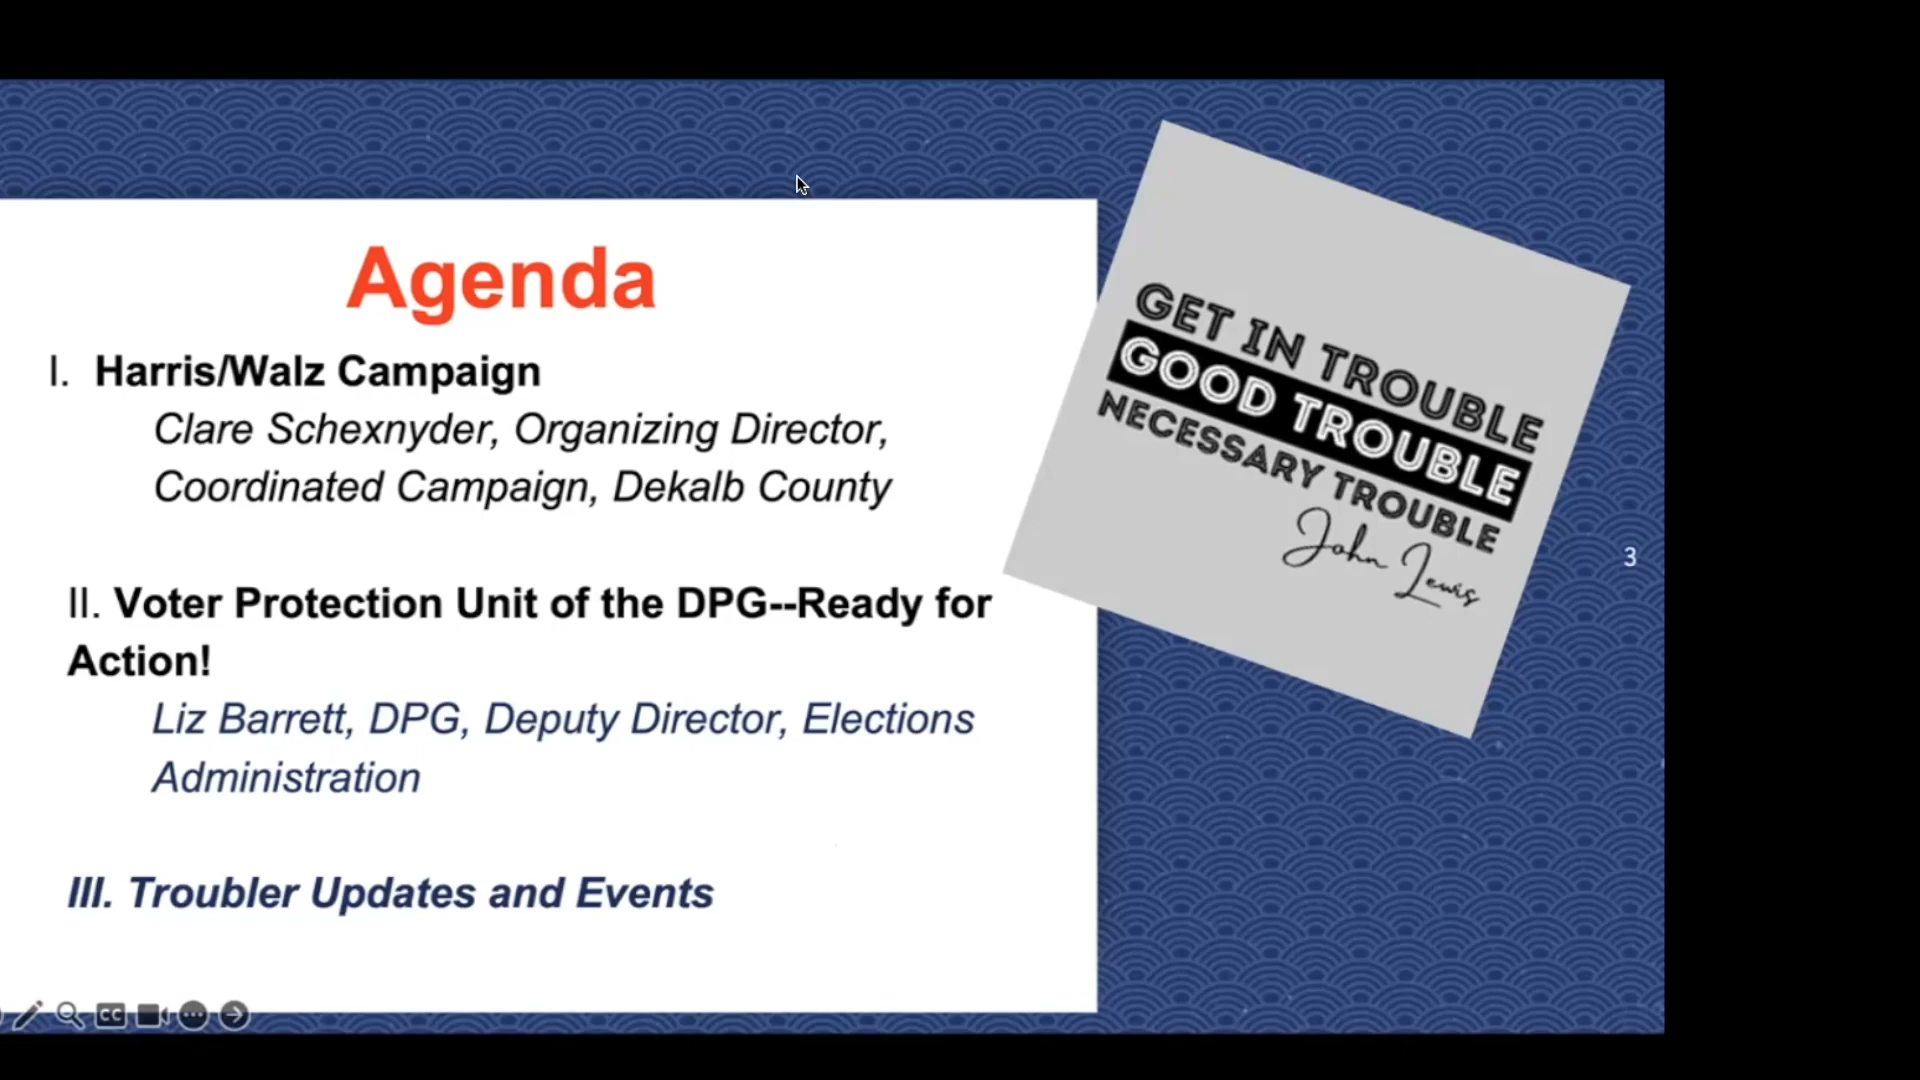 Agenda
I. Harris/Walz Campaign
Clare Schexnyder, Organizing Director,
Coordinated Campaign, Dekalb County
II. Voter Protection Unit of the DPG--Ready for
Action!
Liz Barrett, DPG, Deputy Director, Elections
Administration
III. Troubler Updates and Events
GET IN TROUBLE
GOOD TROUBLE
NECESSARY TROUBLE
John Lewis
3
CC